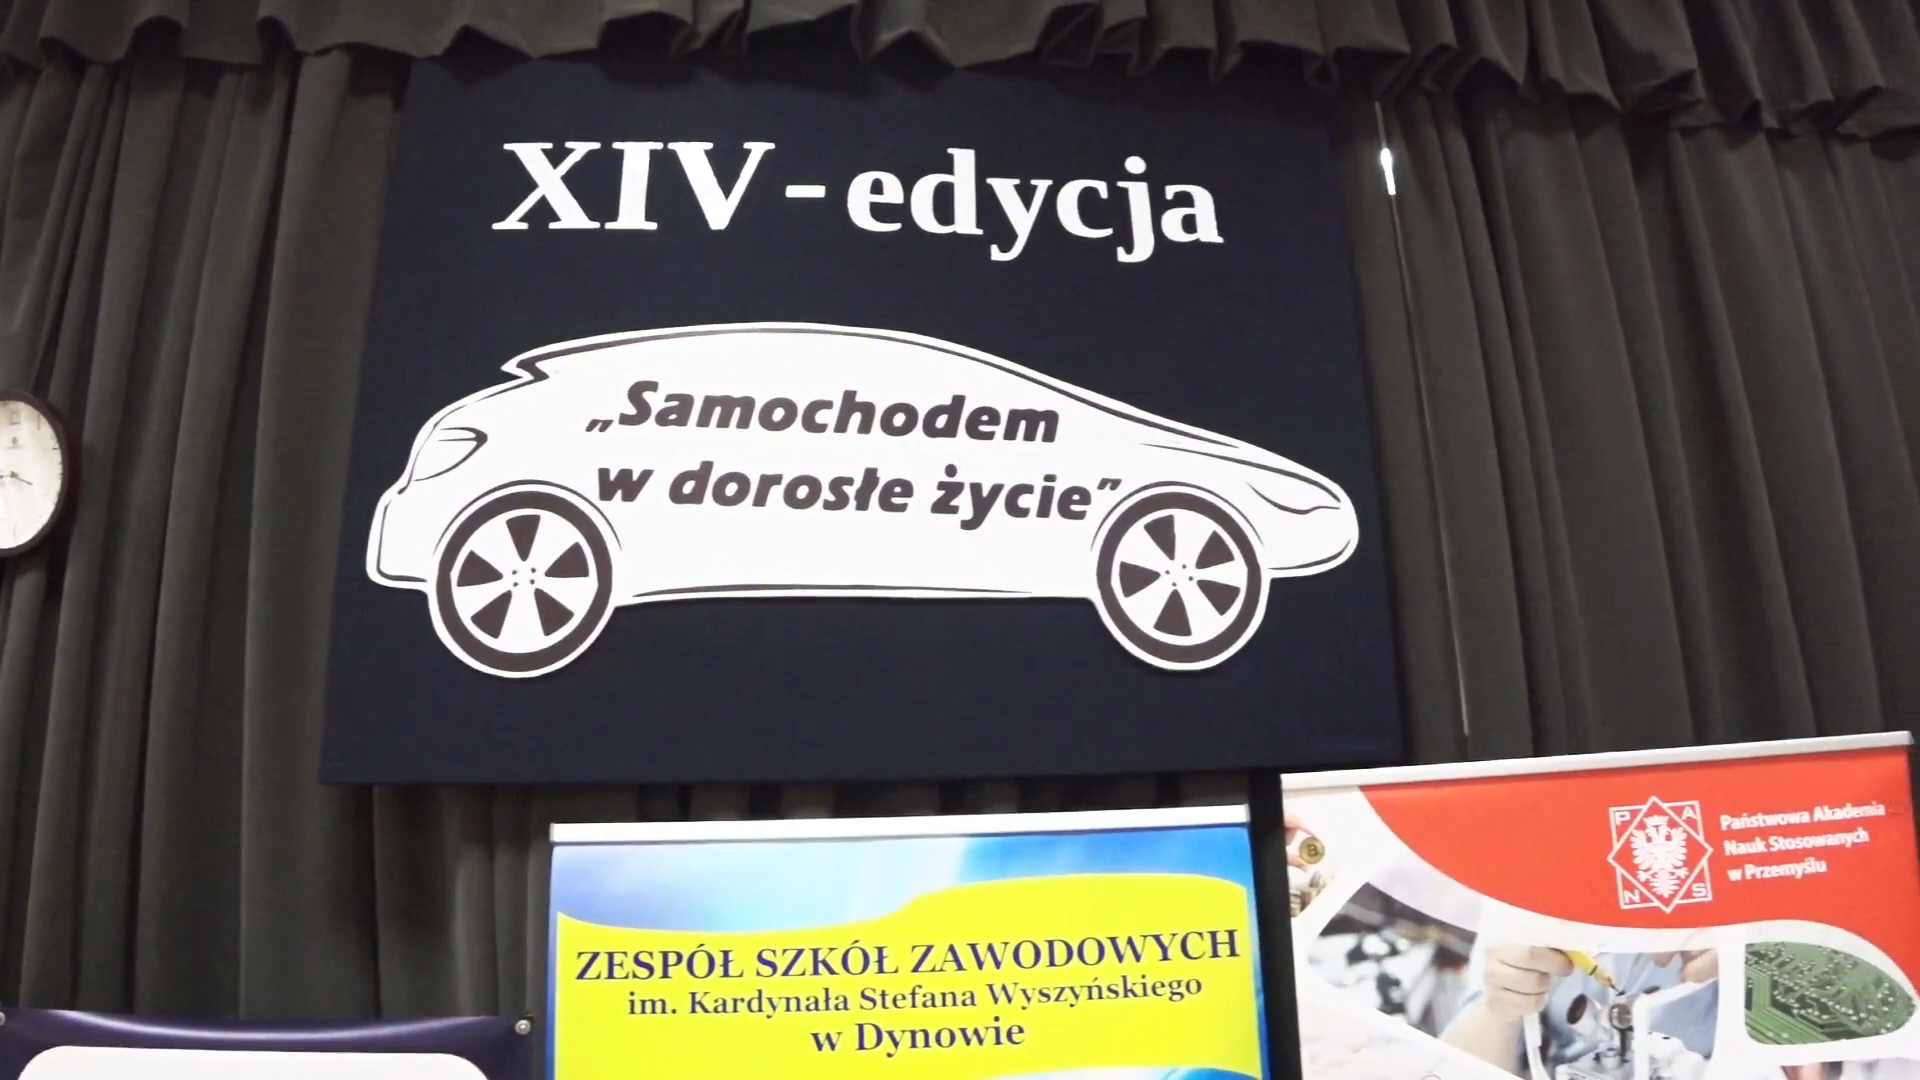 XIV - edycja
„Samochodem
w dorosłe życie”
ZESPÓŁ SZKÓŁ ZAWODOWYCH
im. Kardynała Stefana Wyszyńskiego
w Dynowie
P A
N S
Państwowa Akademia
Nauk Stosowanych
w Przemyślu